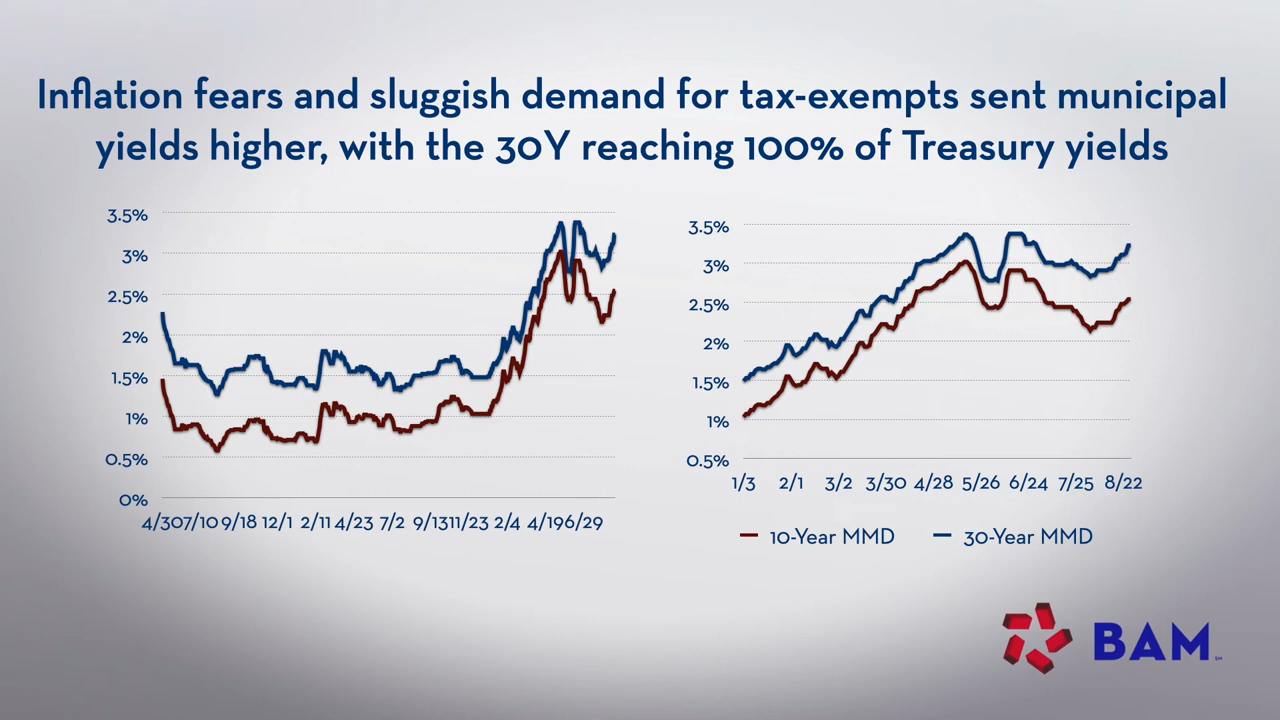 Inflation fears and sluggish demand for tax-exempts sent municipal
yields higher, with the 30Y reaching 100% of Treasury yields
3.5%
3%
2.5%
2%
1.5%
1%
0.5%
0%
4/30 7/10 9/18 12/1 2/11 4/23 7/2 9/13 11/23 2/4 4/19 6/29
3.5%
3%
2.5%
2%
1.5%
1%
0.5%
1/3 2/1 3/2 3/30 4/28 5/26 6/24 7/25 8/22
10-Year MMD 30-Year MMD
BAM SM